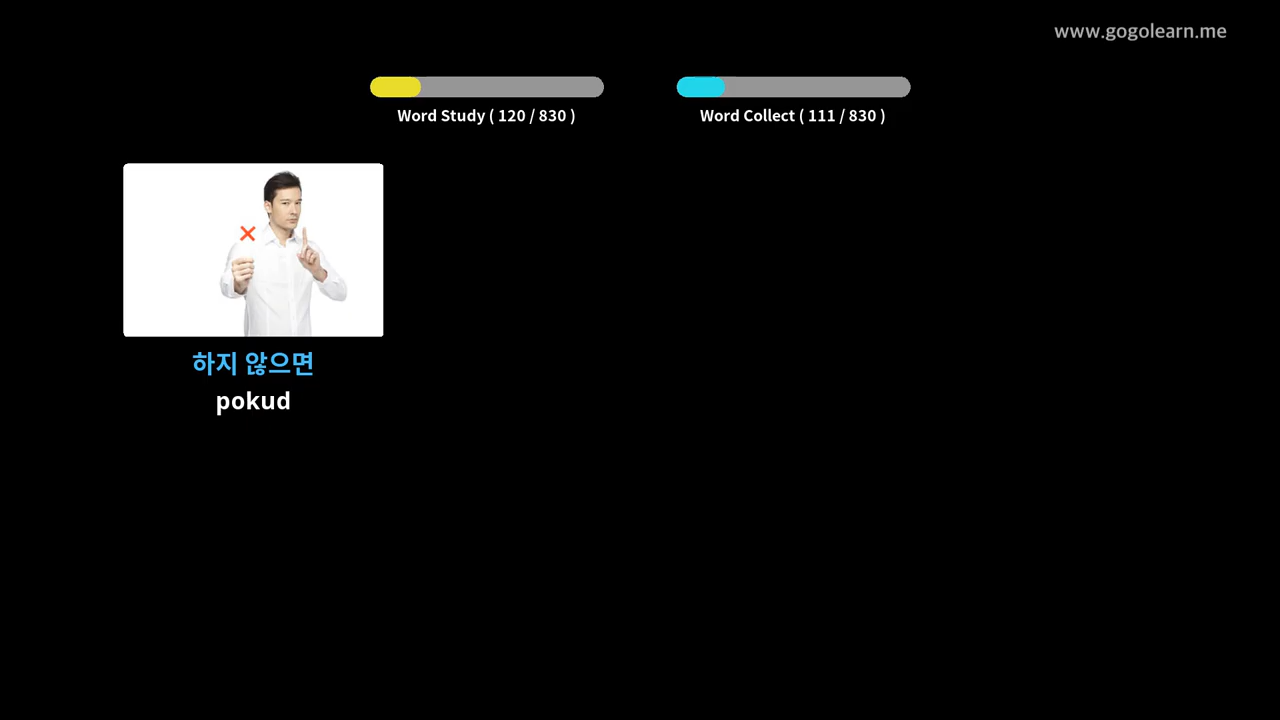 www.gogolearn.me
Word Study ( 120 / 830 )
Word Collect ( 111 / 830 )
하지 않으면
pokud